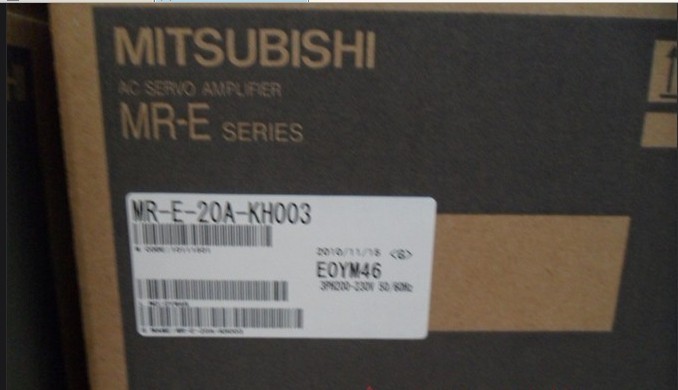 MITSUBISHI
AC SERVO AMPLIFIER
MR-E SERIES
MR-E-20A-KH003
2010/11/15 <G>
E0YM46
3PH200-230V 50/60Hz